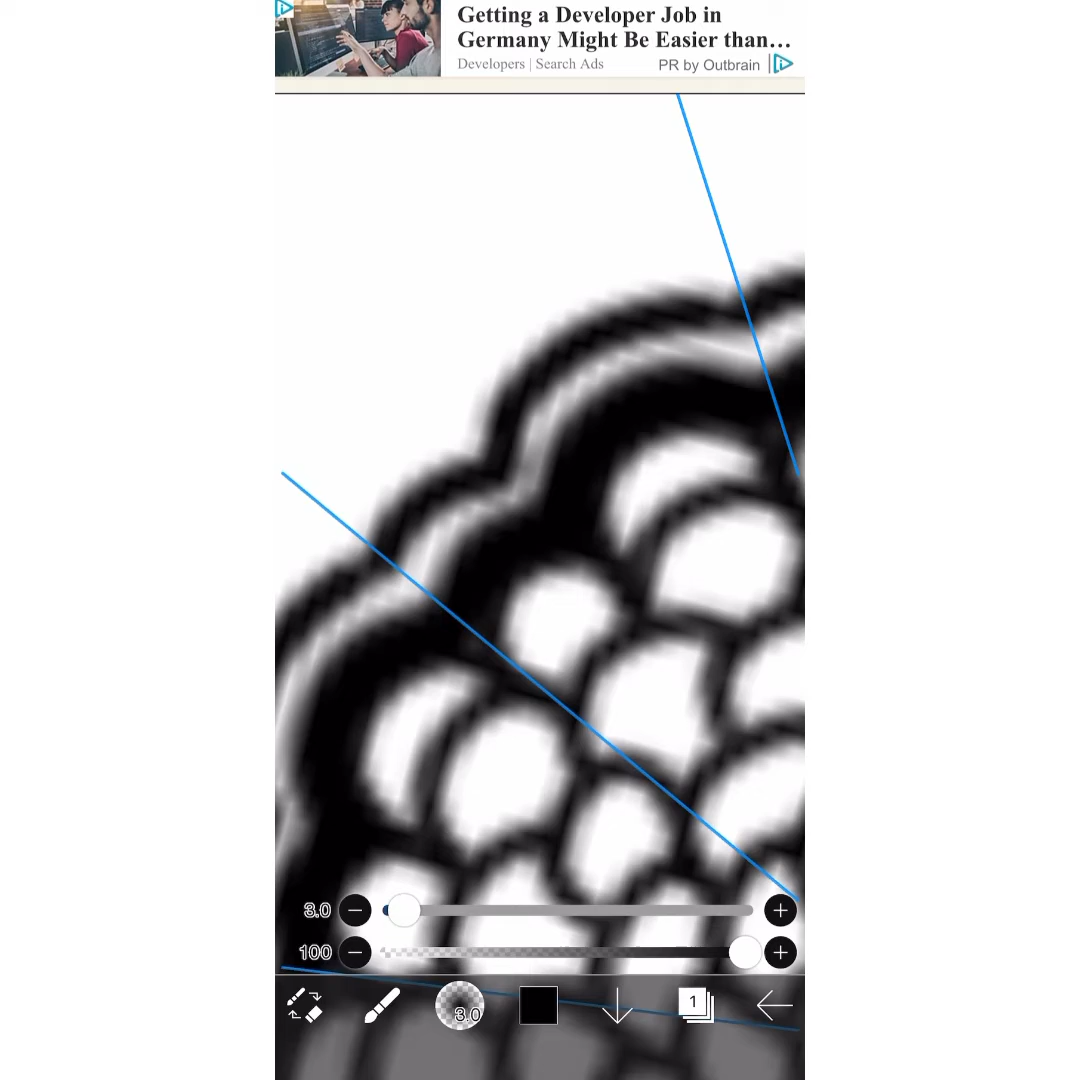 Getting a Developer Job in
Germany Might Be Easier than...
Developers | Search Ads
PR by Outbrain
3.0
100
3.0
1